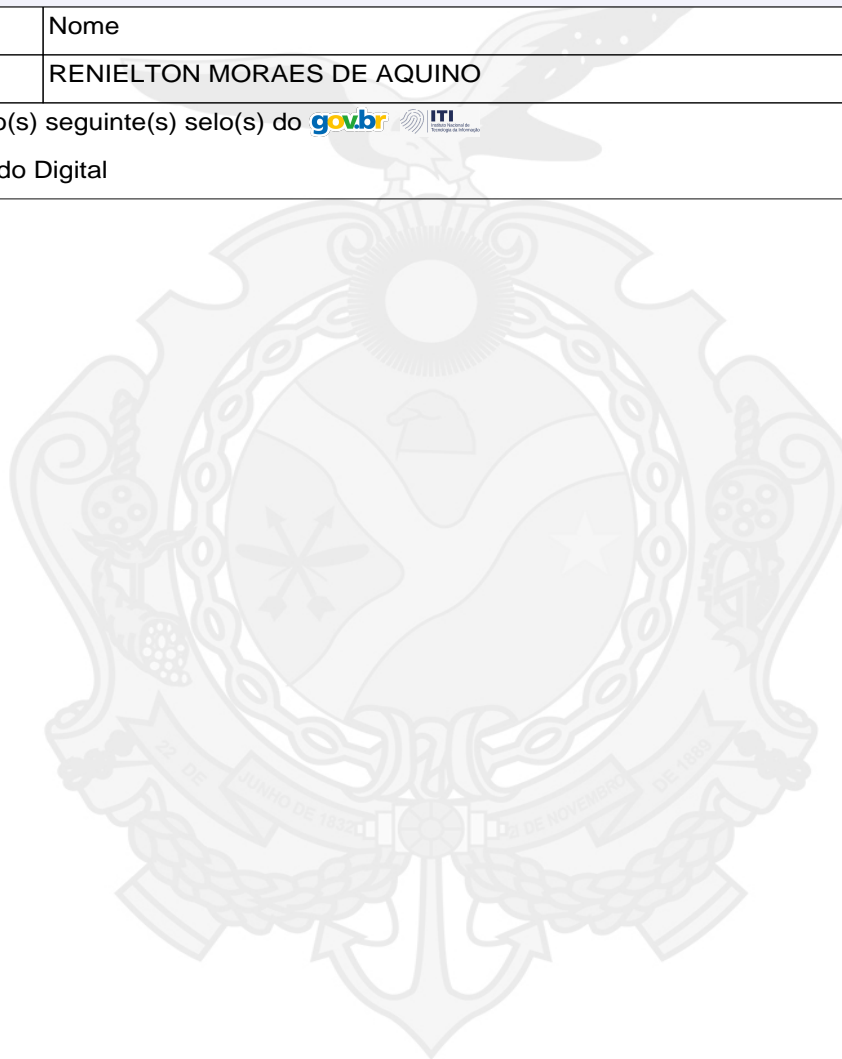 Nome
RENIELTON MORAES DE AQUINO
o(s) seguinte(s) selo(s) do gov.br ITI
do Digital
22 DE JUNHO DE 1832 21 DE NOVEMBRO DE 1889